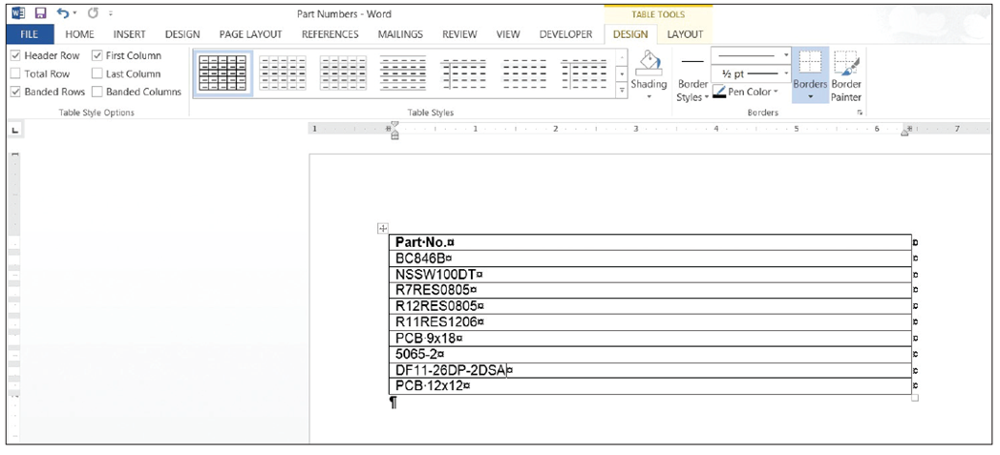 Part Numbers - Word
TABLE TOOLS
FILE HOME INSERT DESIGN PAGE LAYOUT REFERENCES MAILINGS REVIEW VIEW DEVELOPER DESIGN LAYOUT
Header Row First Column
Total Row Last Column
Banded Rows Banded Columns
Table Style Options
Table Styles
Shading
Border Styles
½ pt
Pen Color
Borders
Border Painter
Borders
1 1 2 3 4 5 6 7
Part·No.¤
BC846B¤
NSSW100DT¤
R7RES0805¤
R12RES0805¤
R11RES1206¤
PCB·9x18¤
5065-2¤
DF11-26DP-2DSA¤
PCB·12x12¤
¶